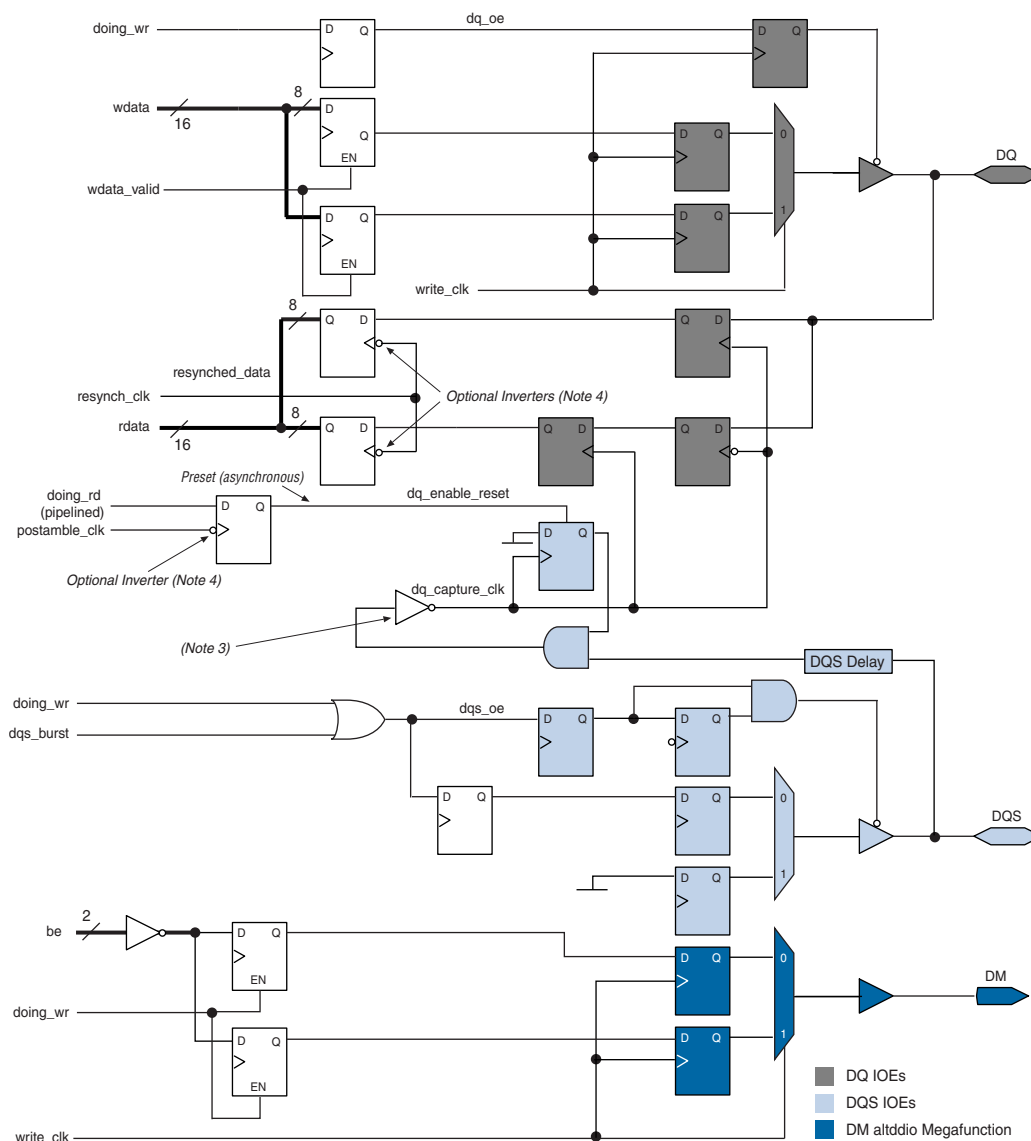 dq_oe
doing_wr
D Q
D Q
wdata
8
16
D
Q
EN
D Q
0
wdata_valid
DQ
D
Q
EN
D Q
1
write_clk
8
Q D
Q D
resynched_data
resynch_clk
Optional Inverters (Note 4)
rdata
16
8
Q D
Q D
Q D
Preset (asynchronous)
doing_rd
(pipelined)
dq_enable_reset
D Q
postamble_clk
D Q
Optional Inverter (Note 4)
dq_capture_clk
(Note 3)
DQS Delay
doing_wr
dqs_burst
dqs_oe
D Q
D Q
D Q
D Q
0
DQS
D Q
1
be
2
D Q
EN
D Q
0
DM
doing_wr
D Q
EN
D Q
1
write_clk
DQ IOEs
DQS IOEs
DM altddio Megafunction